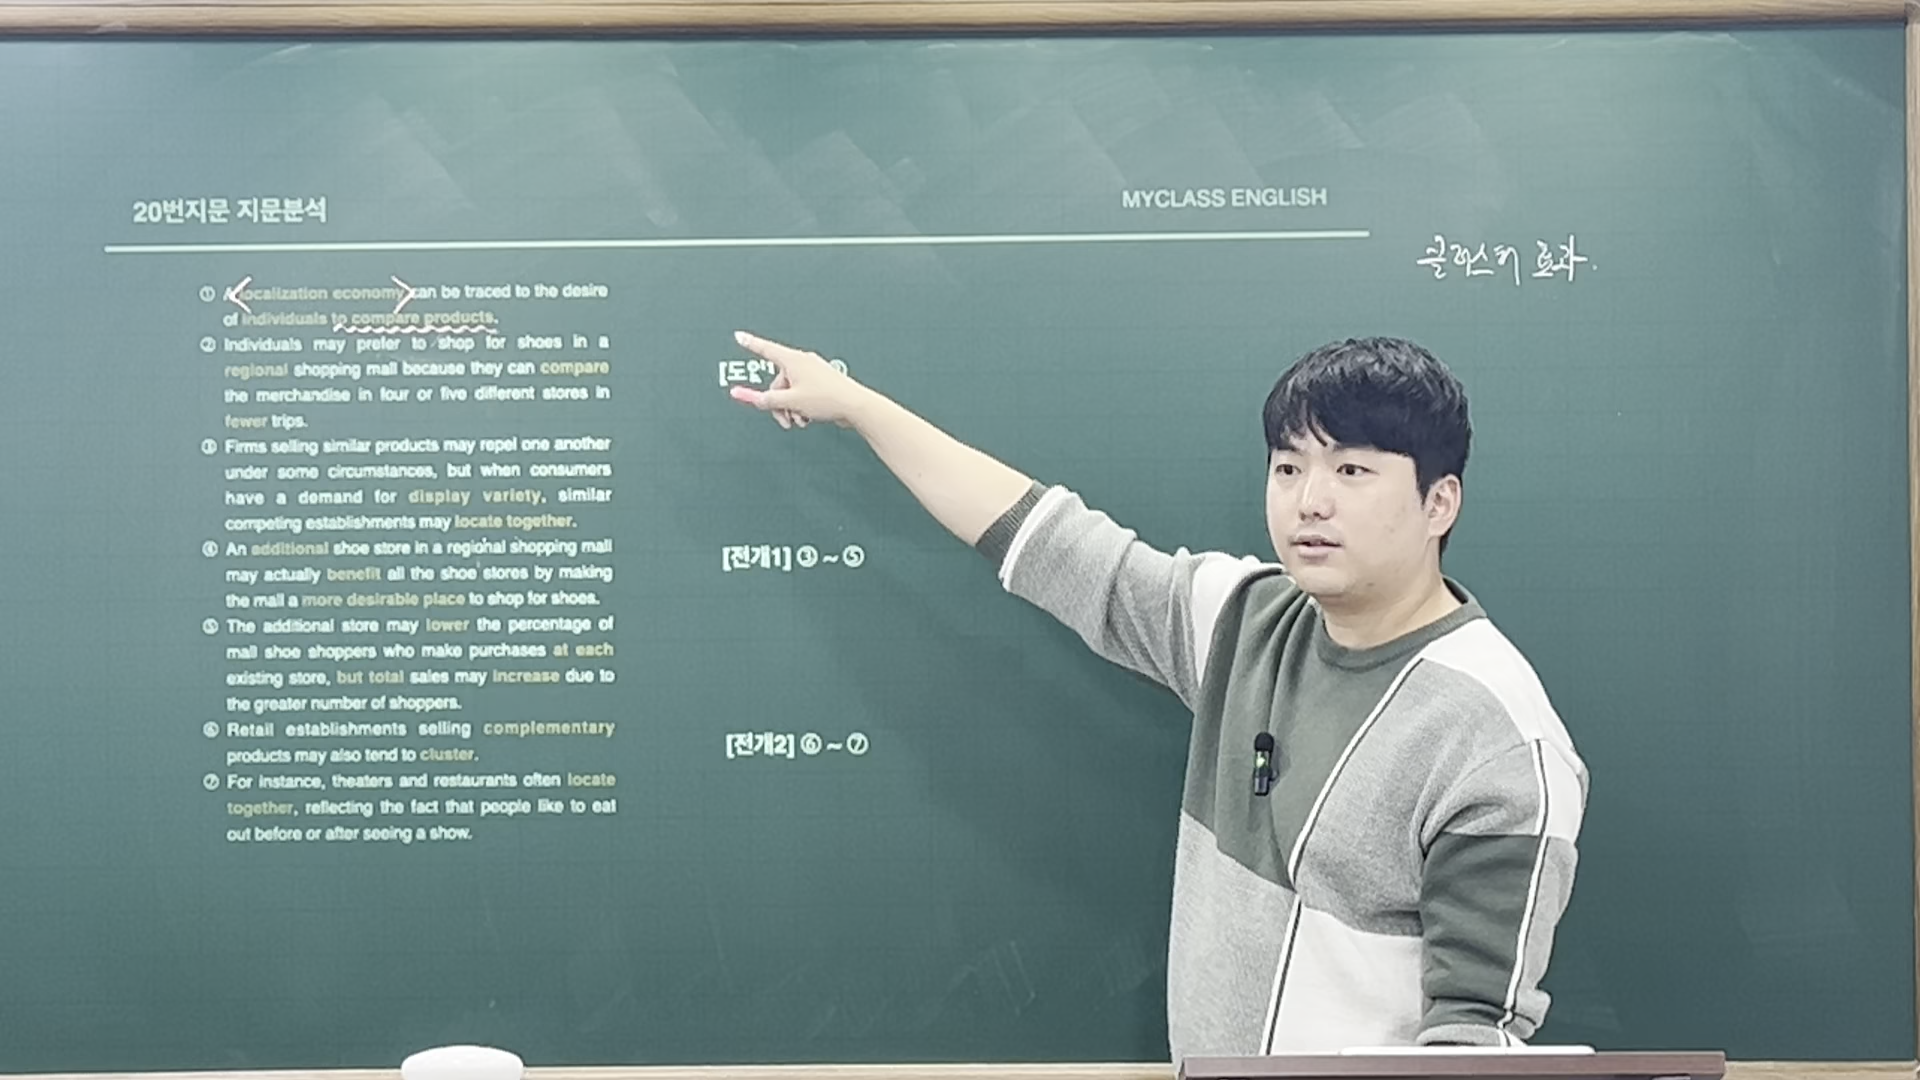 20번지문 지문분석
MYCLASS ENGLISH
클러스터 효과.
① A localization economy can be traced to the desire
of individuals to compare products.
② Individuals may prefer to shop for shoes in a
regional shopping mall because they can compare
the merchandise in four or five different stores in
fewer trips.
[도입]
③ Firms selling similar products may repel one another
under some circumstances, but when consumers
have a demand for display variety, similar
competing establishments may locate together.
④ An additional shoe store in a regional shopping mall
may actually benefit all the shoe stores by making
the mall a more desirable place to shop for shoes.
⑤ The additional store may lower the percentage of
mall shoe shoppers who make purchases at each
existing store, but total sales may increase due to
the greater number of shoppers.
[전개1] ③ ~ ⑤
⑥ Retail establishments selling complementary
products may also tend to cluster.
⑦ For instance, theaters and restaurants often locate
together, reflecting the fact that people like to eat
out before or after seeing a show.
[전개2] ⑥ ~ ⑦